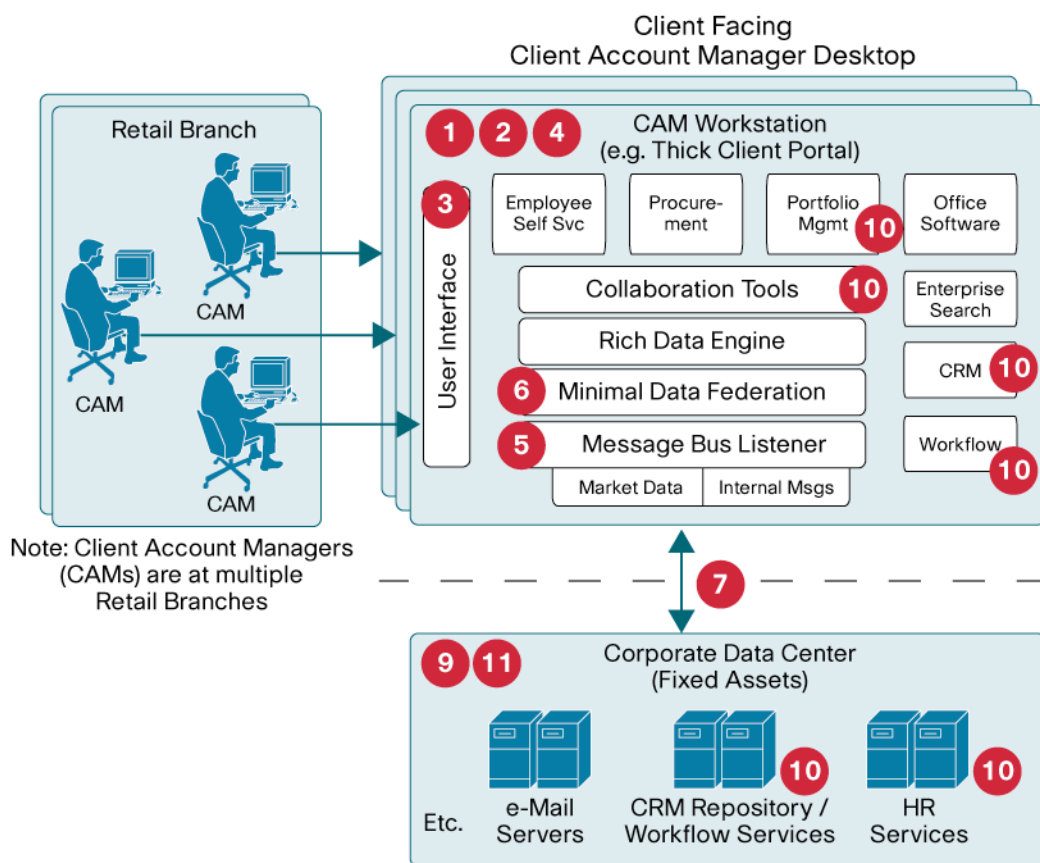 Client Facing
Client Account Manager Desktop
Retail Branch
CAM
CAM
CAM
Note: Client Account Managers
(CAMs) are at multiple
Retail Branches
1 2 4
CAM Workstation
(e.g. Thick Client Portal)
3
User Interface
Employee
Self Svc
Procure-
ment
Portfolio
Mgmt
10
Office
Software
Collaboration Tools
10
Enterprise
Search
Rich Data Engine
CRM
10
6
Minimal Data Federation
5
Message Bus Listener
Workflow
10
Market Data
Internal Msgs
7
9 11
Corporate Data Center
(Fixed Assets)
Etc.
e-Mail
Servers
10
CRM Repository /
Workflow Services
10
HR
Services